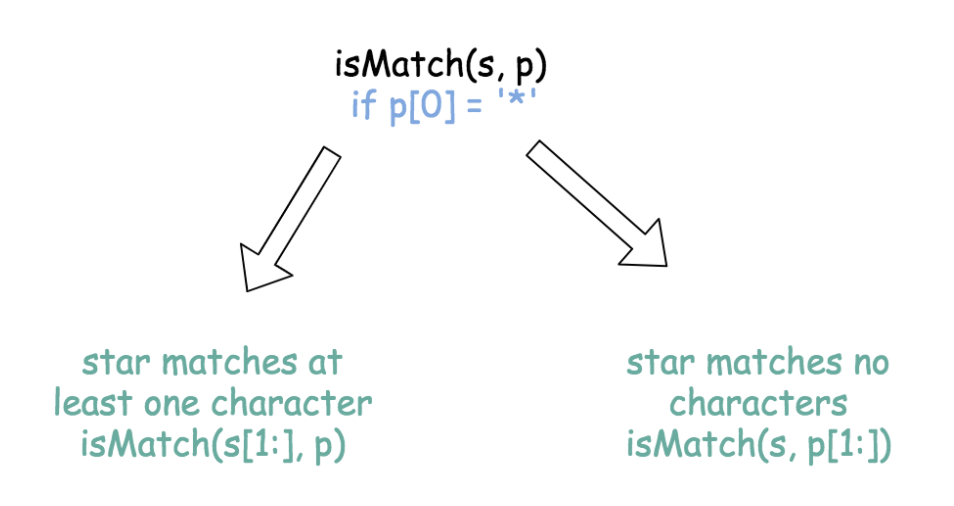 isMatch(s, p)
if p[0] = '*'
star matches at
least one character
isMatch(s[1:], p)
star matches no
characters
isMatch(s, p[1:])